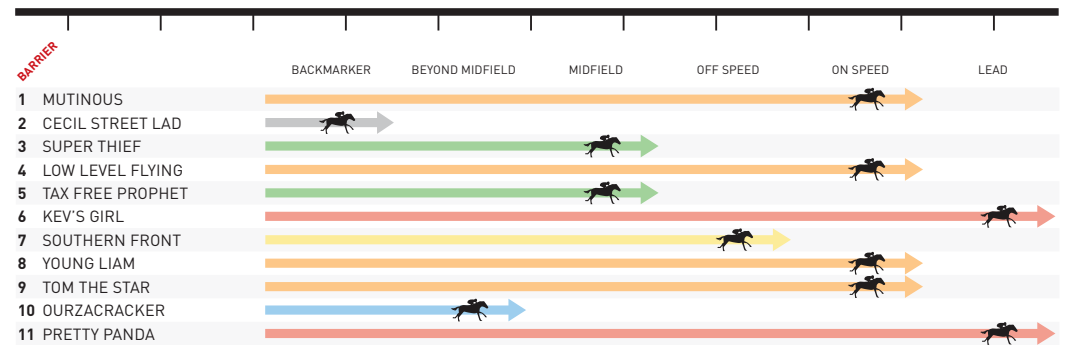 BARRIER
BACKMARKER BEYOND MIDFIELD MIDFIELD OFF SPEED ON SPEED LEAD
1 MUTINOUS
2 CECIL STREET LAD
3 SUPER THIEF
4 LOW LEVEL FLYING
5 TAX FREE PROPHET
6 KEV'S GIRL
7 SOUTHERN FRONT
8 YOUNG LIAM
9 TOM THE STAR
10 OURZACRACKER
11 PRETTY PANDA